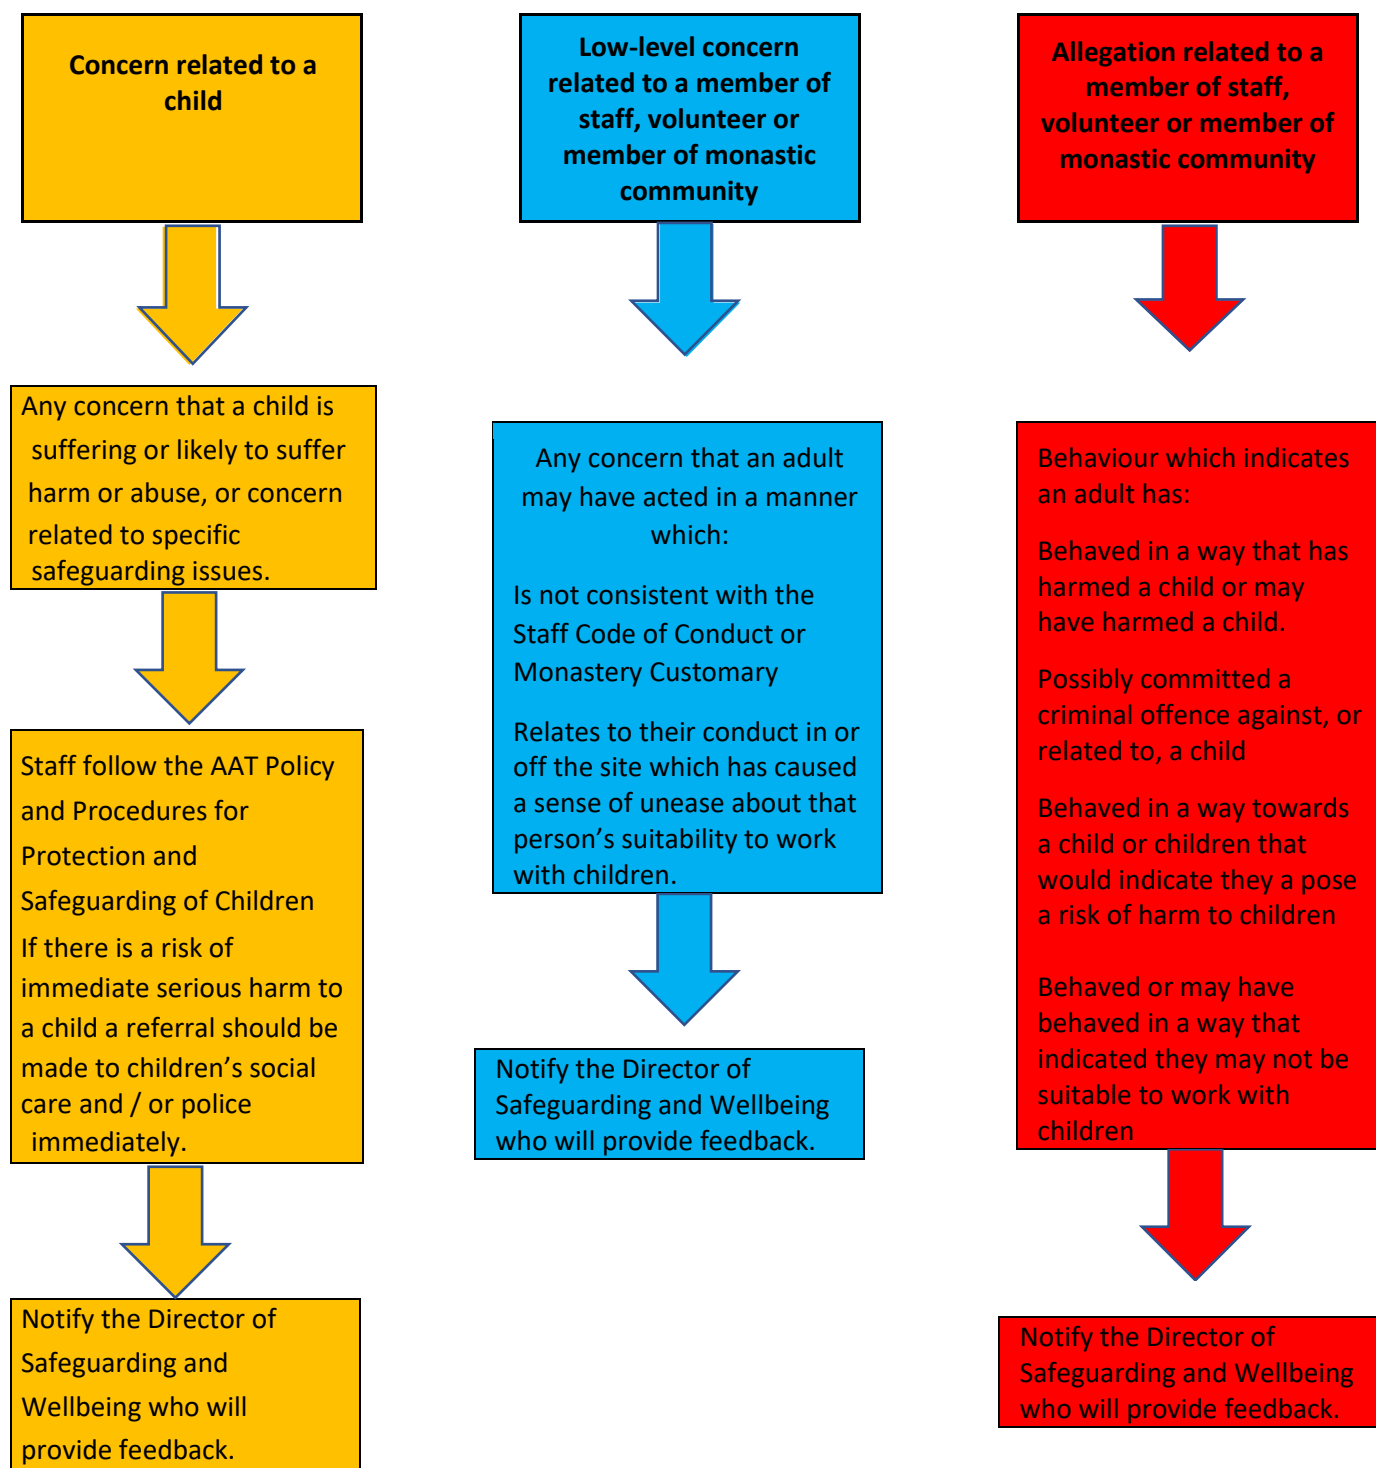 Concern related to a
child
Any concern that a child is
suffering or likely to suffer
harm or abuse, or concern
related to specific
safeguarding issues.
Staff follow the AAT Policy
and Procedures for
Protection and
Safeguarding of Children
If there is a risk of
immediate serious harm to
a child a referral should be
made to children’s social
care and / or police
immediately.
Notify the Director of
Safeguarding and
Wellbeing who will
provide feedback.
Low-level concern
related to a member of
staff, volunteer or
member of monastic
community
Any concern that an adult
may have acted in a manner
which:
Is not consistent with the
Staff Code of Conduct or
Monastery Customary
Relates to their conduct in or
off the site which has caused
a sense of unease about that
person’s suitability to work
with children.
Notify the Director of
Safeguarding and Wellbeing
who will provide feedback.
Allegation related to a
member of staff,
volunteer or member of
monastic community
Behaviour which indicates
an adult has:
Behaved in a way that has
harmed a child or may
have harmed a child.
Possibly committed a
criminal offence against, or
related to, a child
Behaved in a way towards
a child or children that
would indicate they a pose
a risk of harm to children
Behaved or may have
behaved in a way that
indicated they may not be
suitable to work with
children
Notify the Director of
Safeguarding and Wellbeing
who will provide feedback.